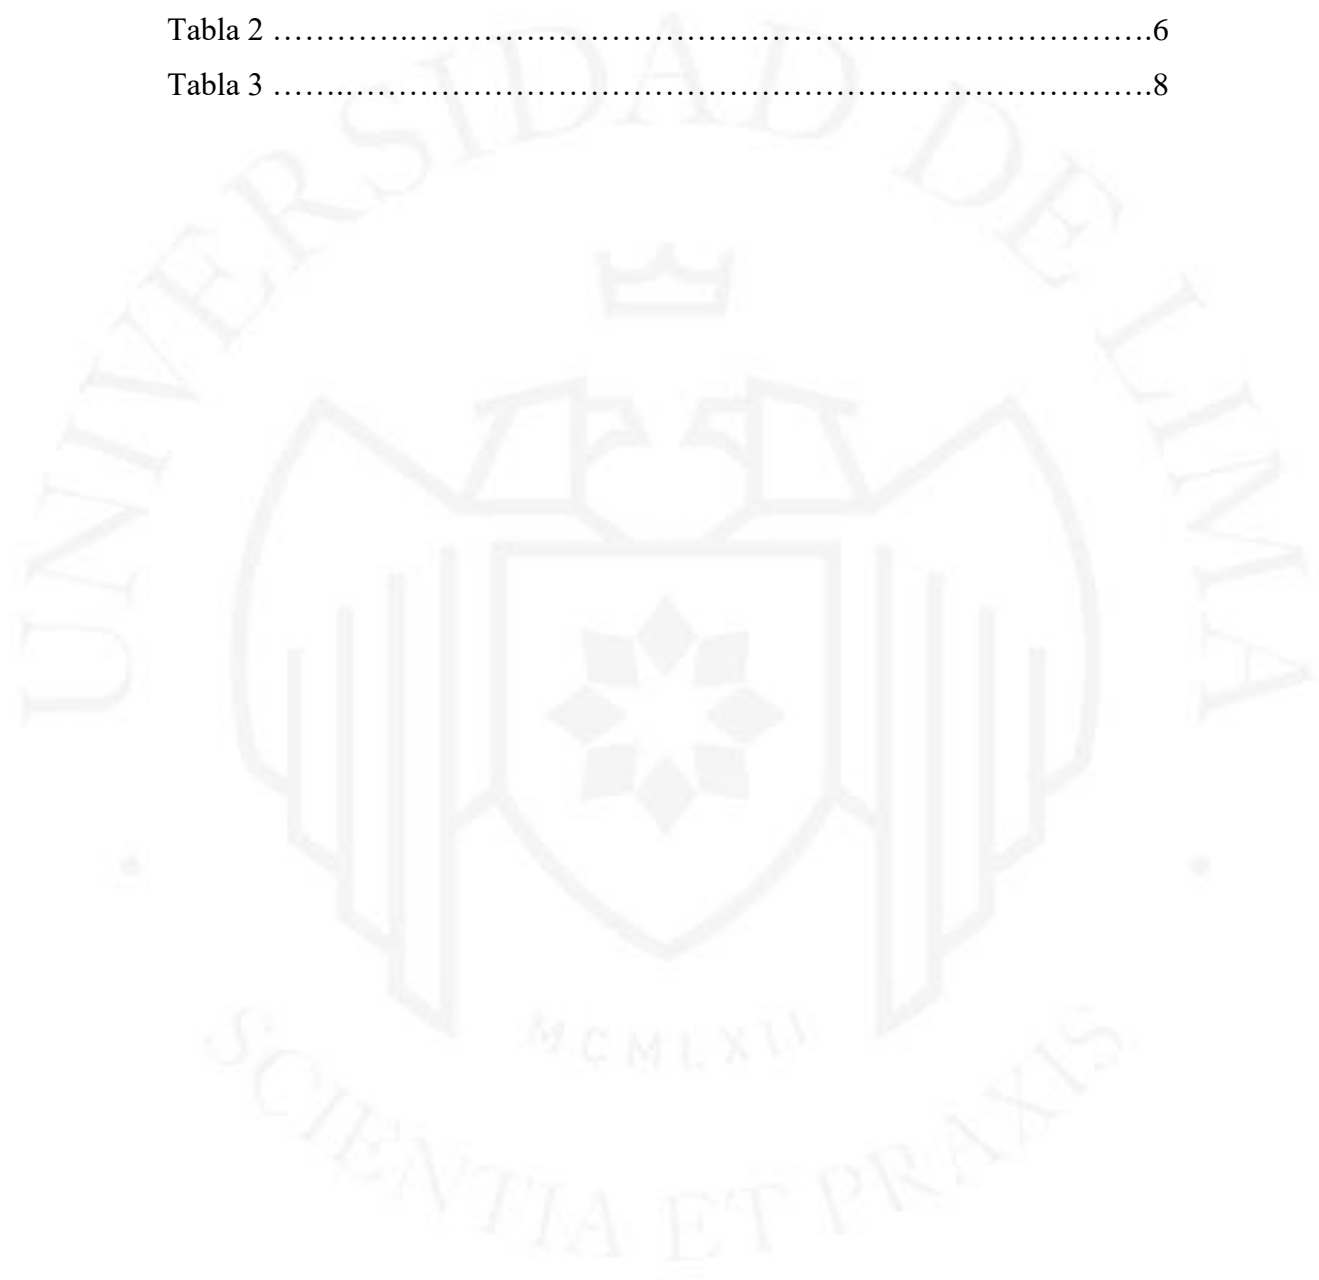 Tabla 2 …………..…………………………………………………………………….6
Tabla 3 ……..………………………………………………………………………….8
UNIVERSIDAD DE LIMA
MCMLXII
SCIENTIA ET PRAXIS